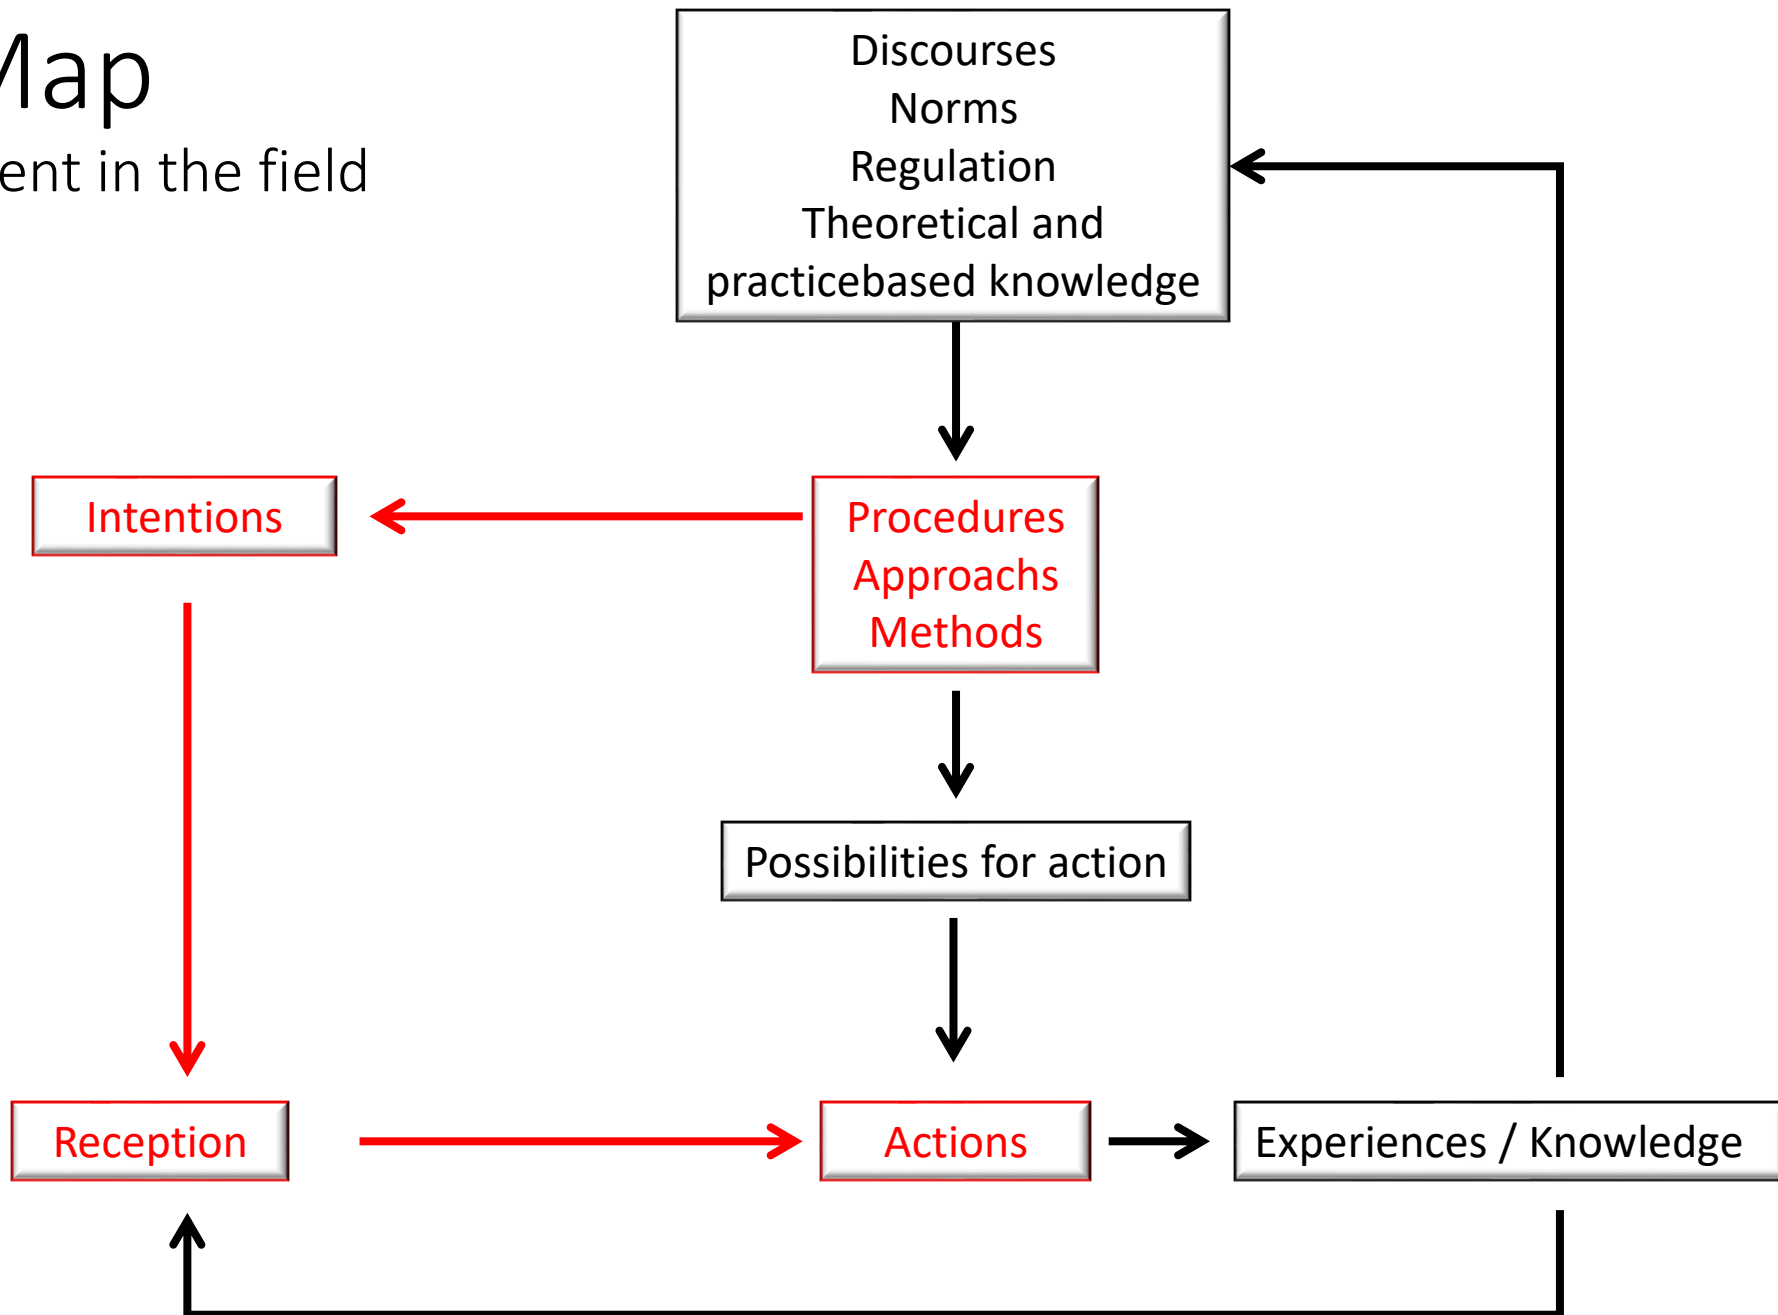 Map
ent in the field
Discourses
Norms
Regulation
Theoretical and
practicebased knowledge
Intentions
Procedures
Approachs
Methods
Possibilities for action
Reception
Actions
Experiences / Knowledge